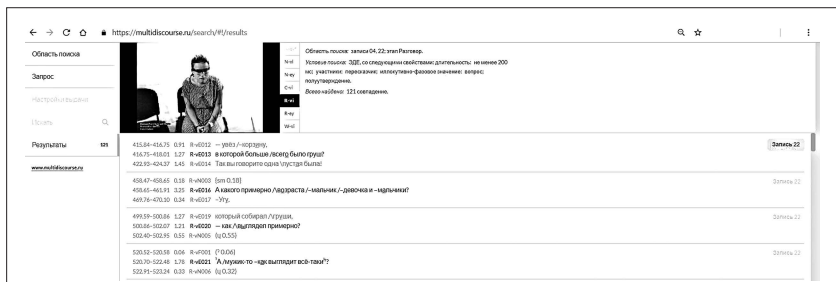 https://multidiscourse.ru/search/#!/results
Область поиска
Запрос
Настройки выдачи
Поиск
Результаты 121
www.multidiscourse.ru
N-vi
N-ey
C-vi
R-vi
R-ey
W-vi
Область поиска: записи 04, 22; этап Разговор.
Условие поиска: ЭДЕ, со следующими свойствами: длительность: не менее 200
мс; участники: пересказчик; иллокутивно-фазовое значение: вопрос;
полуутверждение.
Всего найдено: 121 совпадение.
415.84–416.75 0.91 R-vE012 — увёз /–корзину,
416.75–418.01 1.27 R-vE013 в которой больше /всего было груш? Запись 22
422.93–424.37 1.45 R-vE014 Так вы говорите одна \пустая была!
458.47–458.65 0.18 R-vN003 {sm 0.18}
458.65–461.91 3.25 R-vE016 А какого примерно /\возраста /–мальчик /–девочка и –мальчики? Запись 22
469.76–470.10 0.34 R-vE017 –Угу.
499.59–500.86 1.27 R-vE019 который собирал /\груши,
500.86–502.07 1.21 R-vE020 — как /\выглядел примерно? Запись 22
502.40–502.95 0.55 R-vN005 {ц 0.55}
520.52–520.58 0.06 R-vF001 (ˀ 0.06)
520.70–522.48 1.78 R-vE021 ʰА /мужик-то –как выглядит всё-такиʰ? Запись 22
522.91–523.24 0.33 R-vN006 {ц 0.32}